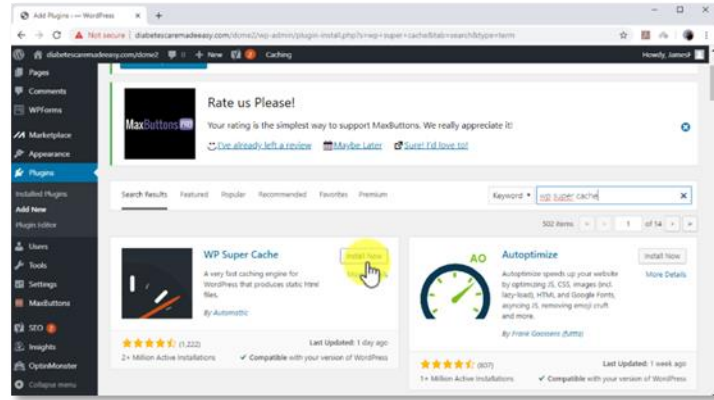 Add Plugins ‹ — WordPress
Not secure | diabetescaremadeeasy.com/dcme2/wp-admin/plugin-install.php?s=wp+super+cache&tab=search&type=term
diabetescaremadeeasy.com/dcme2
New
Caching
Howdy, James
Pages
Comments
WPForms
Marketplace
Appearance
Plugins
Installed Plugins
Add New
Plugin Editor
Users
Tools
Settings
MaxButtons
SEO
Insights
OptinMonster
Collapse menu
MaxButtons PRO
Rate us Please!
Your rating is the simplest way to support MaxButtons. We really appreciate it!
I've already left a review
Maybe Later
Sure! I'd love to!
Search Results Featured Popular Recommended Favorites Premium
Keyword
wp super cache
502 items
1 of 14
WP Super Cache
Install Now
A very fast caching engine for
WordPress that produces static html
files.
By Automattic
(1,222)
Last Updated: 1 day ago
2+ Million Active Installations
Compatible with your version of WordPress
AO
Autoptimize
Install Now
More Details
Autoptimize speeds up your website
by optimizing JS, CSS, images (incl.
lazy-load), HTML and Google Fonts,
asyncing JS, removing emoji cruft
and more.
By Frank Goossens (futtta)
Last Updated: 1 week ago
1+ Million Active Installations
Compatible with your version of WordPress